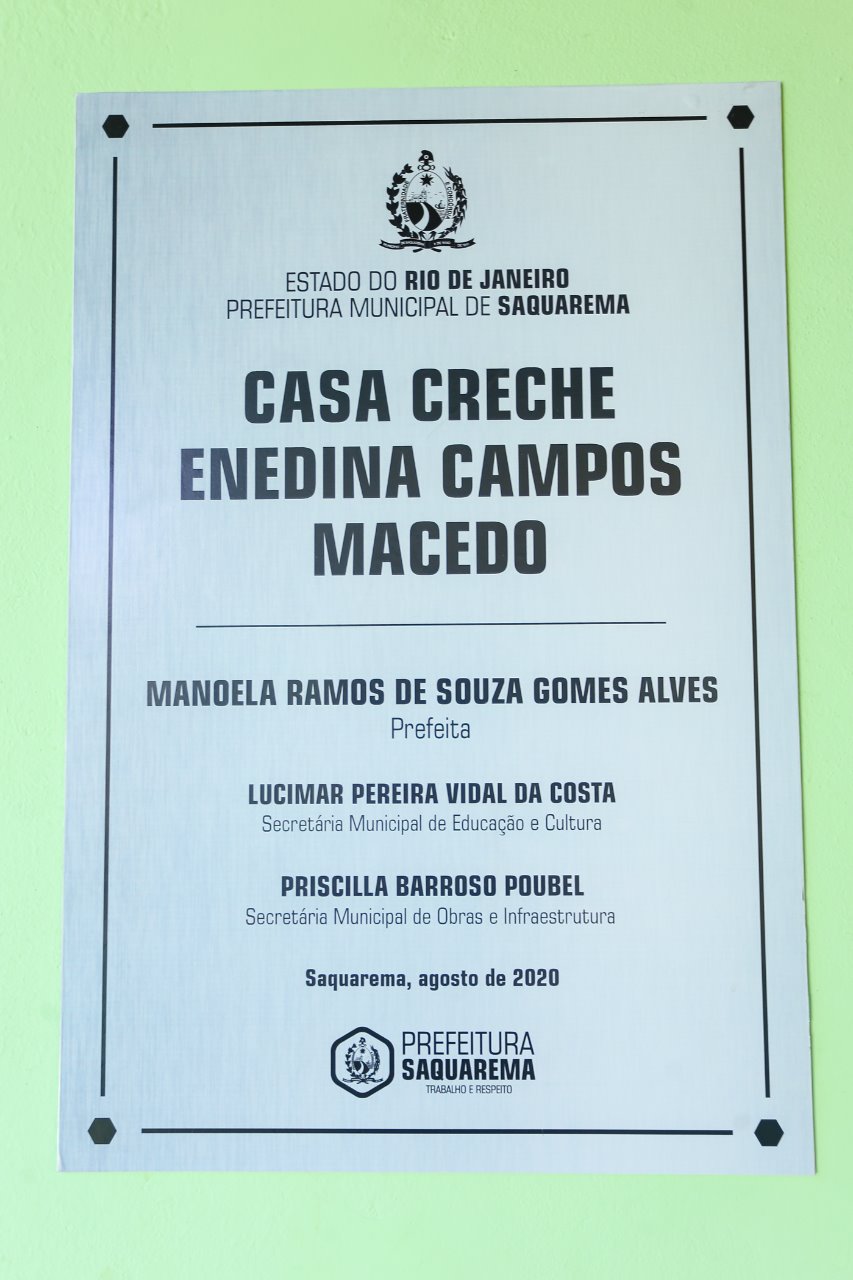 FRATERNIDADE E CONCÓRDIA
ESTADO DO RIO DE JANEIRO
PREFEITURA MUNICIPAL DE SAQUAREMA
CASA CRECHE
ENEDINA CAMPOS
MACEDO
MANOELA RAMOS DE SOUZA GOMES ALVES
Prefeita
LUCIMAR PEREIRA VIDAL DA COSTA
Secretária Municipal de Educação e Cultura
PRISCILLA BARROSO POUBEL
Secretária Municipal de Obras e Infraestrutura
Saquarema, agosto de 2020
PREFEITURA
SAQUAREMA
TRABALHO E RESPEITO